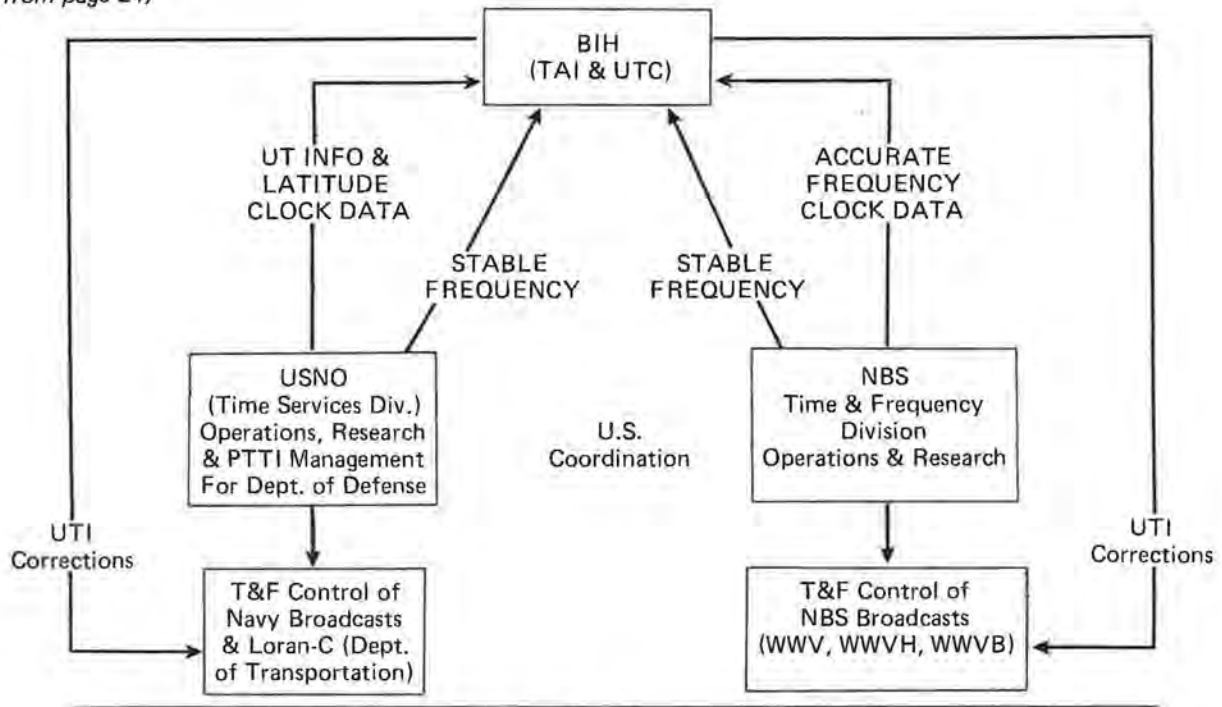 BIH
(TAI & UTC)
UT INFO &
LATITUDE
CLOCK DATA
ACCURATE
FREQUENCY
CLOCK DATA
STABLE
FREQUENCY
STABLE
FREQUENCY
USNO
(Time Services Div.)
Operations, Research
& PTTI Management
For Dept. of Defense
U.S.
Coordination
NBS
Time & Frequency
Division
Operations & Research
UTI
Corrections
UTI
Corrections
T&F Control of
Navy Broadcasts
& Loran-C (Dept.
of Transportation)
T&F Control of
NBS Broadcasts
(WWV, WWVH, WWVB)